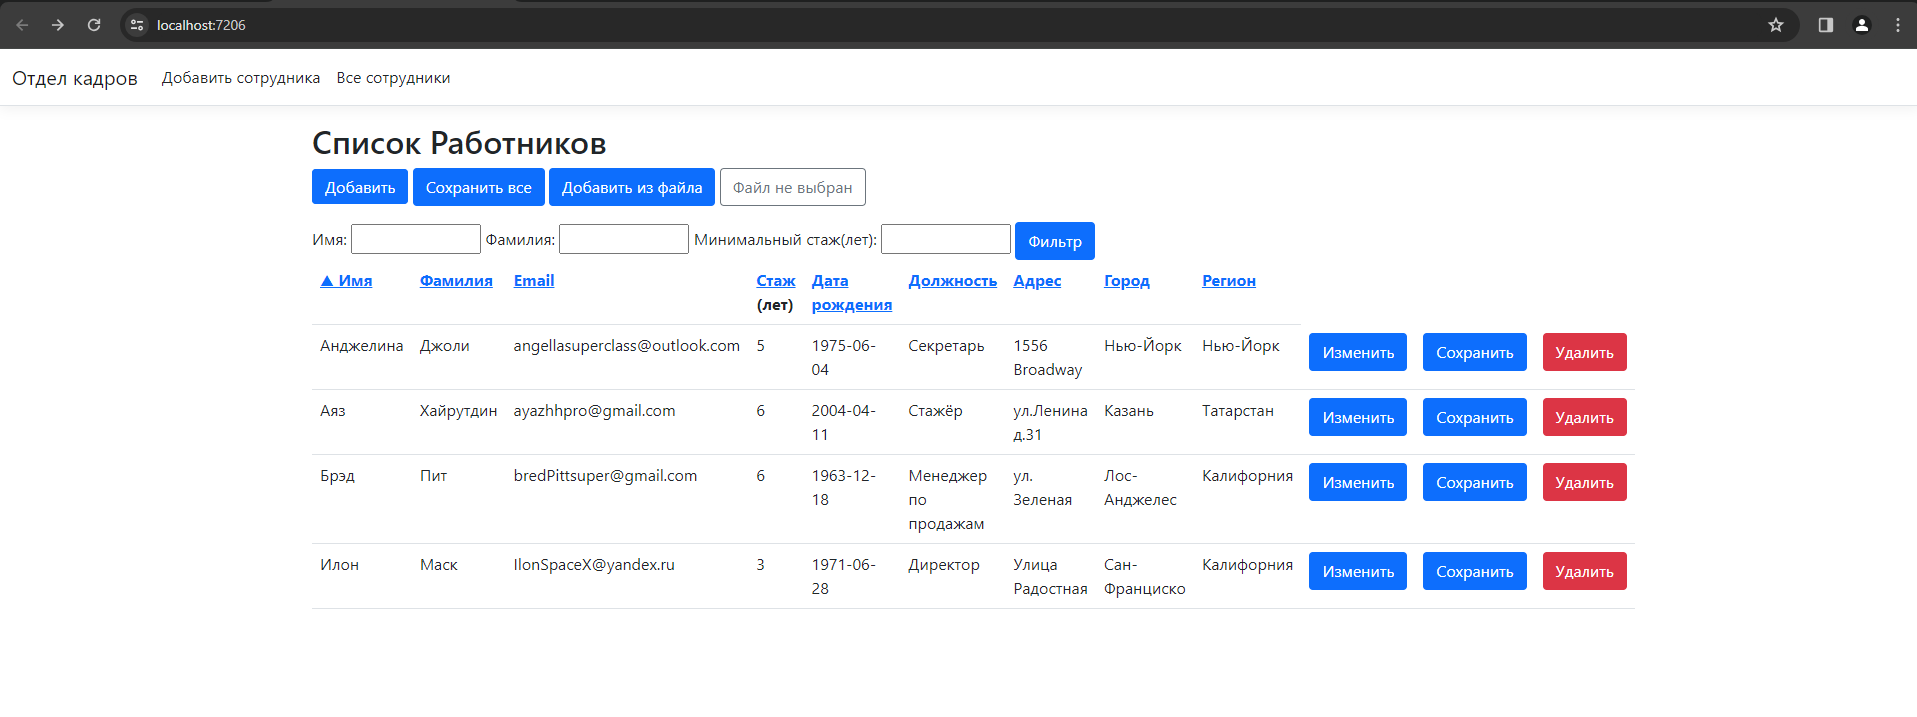 localhost:7206
Отдел кадров Добавить сотрудника Все сотрудники
Список Работников
Добавить Сохранить все Добавить из файла Файл не выбран
Имя: Фамилия: Минимальный стаж(лет): Фильтр
▲ Имя Фамилия Email Стаж (лет) Дата рождения Должность Адрес Город Регион
Анджелина Джоли angellasuperclass@outlook.com 5 1975-06-04 Секретарь 1556 Broadway Нью-Йорк Нью-Йорк Изменить Сохранить Удалить
Аяз Хайрутдин ayazhhpro@gmail.com 6 2004-04-11 Стажёр ул.Ленина д.31 Казань Татарстан Изменить Сохранить Удалить
Брэд Пит bredPittsuper@gmail.com 6 1963-12-18 Менеджер по продажам ул. Зеленая Лос-Анджелес Калифорния Изменить Сохранить Удалить
Илон Маск IlonSpaceX@yandex.ru 3 1971-06-28 Директор Улица Радостная Сан-Франциско Калифорния Изменить Сохранить Удалить